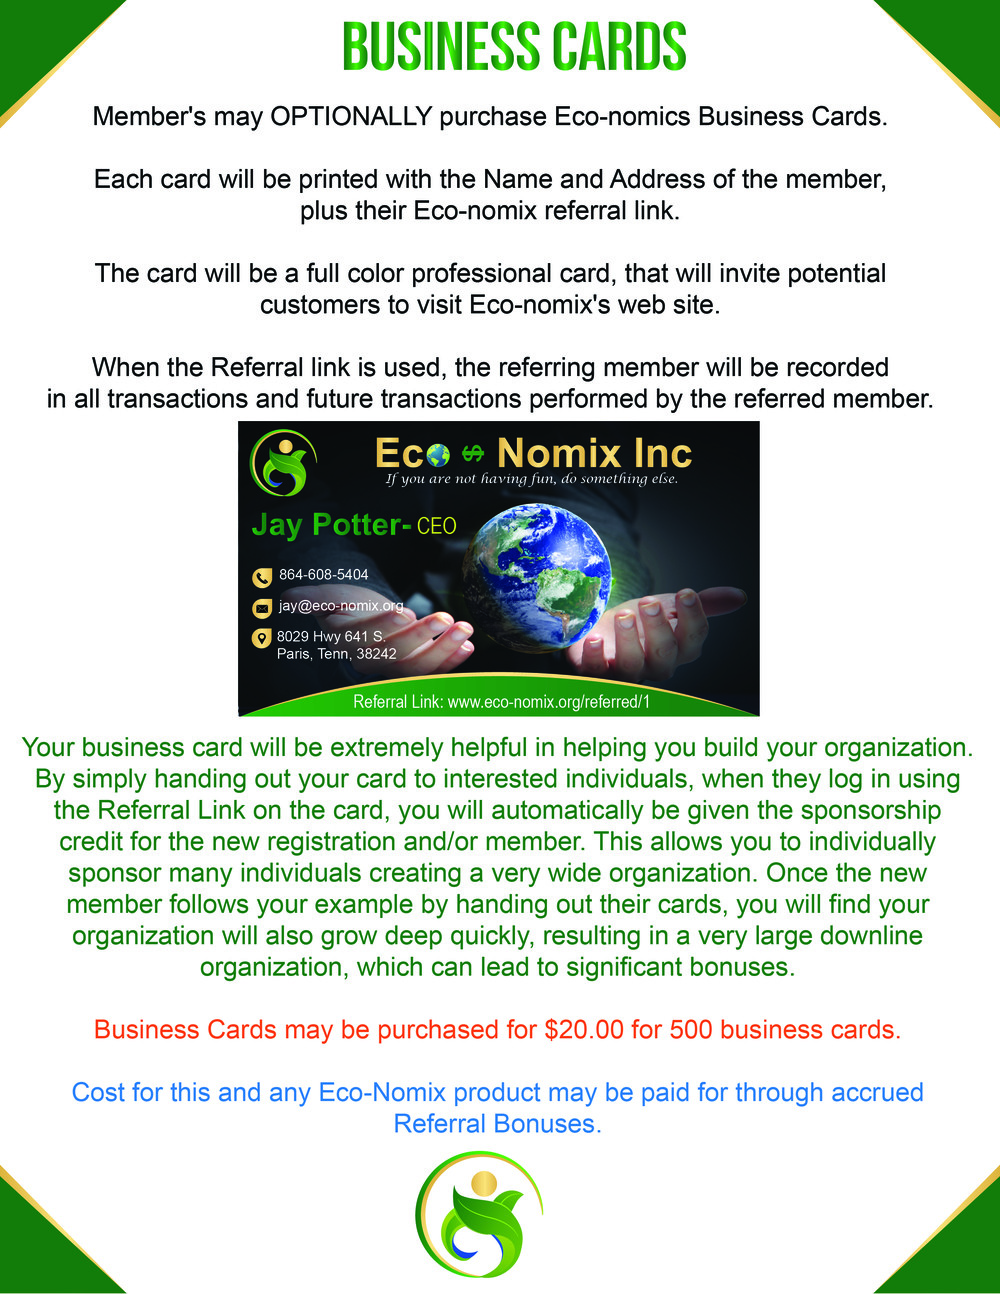 BUSINESS CARDS
Member's may OPTIONALLY purchase Eco-nomics Business Cards.
Each card will be printed with the Name and Address of the member,
plus their Eco-nomix referral link.
The card will be a full color professional card, that will invite potential
customers to visit Eco-nomix's web site.
When the Referral link is used, the referring member will be recorded
in all transactions and future transactions performed by the referred member.
Eco-$-Nomix Inc
If you are not having fun, do something else.
Jay Potter- CEO
864-608-5404
jay@eco-nomix.org
8029 Hwy 641 S.
Paris, Tenn, 38242
Referral Link: www.eco-nomix.org/referred/1
Your business card will be extremely helpful in helping you build your organization.
By simply handing out your card to interested individuals, when they log in using
the Referral Link on the card, you will automatically be given the sponsorship
credit for the new registration and/or member. This allows you to individually
sponsor many individuals creating a very wide organization. Once the new
member follows your example by handing out their cards, you will find your
organization will also grow deep quickly, resulting in a very large downline
organization, which can lead to significant bonuses.
Business Cards may be purchased for $20.00 for 500 business cards.
Cost for this and any Eco-Nomix product may be paid for through accrued
Referral Bonuses.